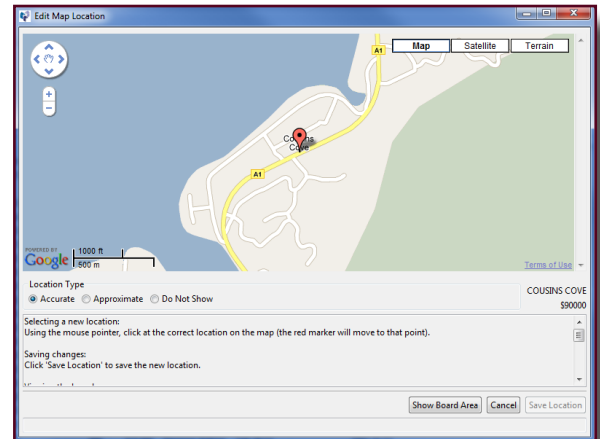 Edit Map Location
A1
Map
Satellite
Terrain
Cousins
Cove
A1
POWERED BY
Google
1000 ft
500 m
Terms of Use
Location Type
Accurate
Approximate
Do Not Show
COUSINS COVE
$90000
Selecting a new location:
Using the mouse pointer, click at the correct location on the map (the red marker will move to that point).
Saving changes:
Click 'Save Location' to save the new location.
Show Board Area
Cancel
Save Location